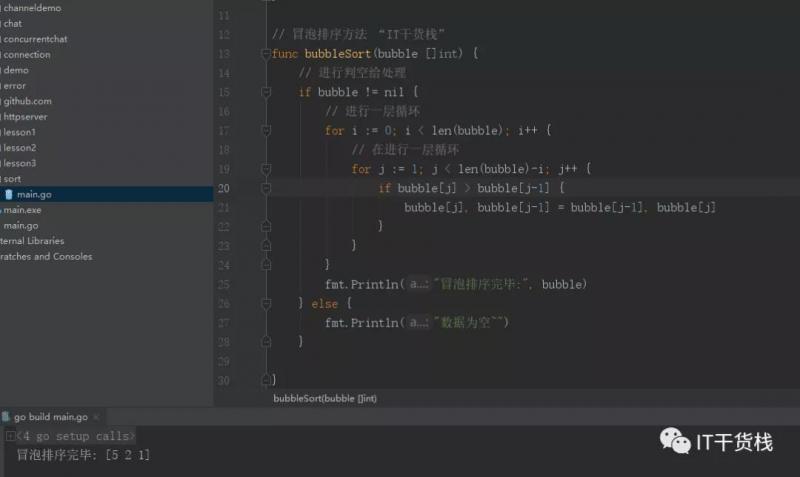 channeldemo
chat
concurrentchat
connection
demo
error
github.com
httpserver
lesson1
lesson2
lesson3
sort
main.go
main.exe
main.go
ternal Libraries
ratches and Consoles
11
12 // 冒泡排序方法 “IT干货栈”
13 func bubbleSort(bubble []int) {
14 // 进行判空给处理
15 if bubble != nil {
16 // 进行一层循环
17 for i := 0; i < len(bubble); i++ {
18 // 在进行一层循环
19 for j := 1; j < len(bubble)-i; j++ {
20 if bubble[j] > bubble[j-1] {
21 bubble[j], bubble[j-1] = bubble[j-1], bubble[j]
22 }
23 }
24 }
25 fmt.Println(a...:"冒泡排序完毕:", bubble)
26 } else {
27 fmt.Println(a...:"数据为空~~")
28 }
29
30 }
bubbleSort(bubble []int)
go build main.go ×
<4 go setup calls>
冒泡排序完毕: [5 2 1]
IT干货栈